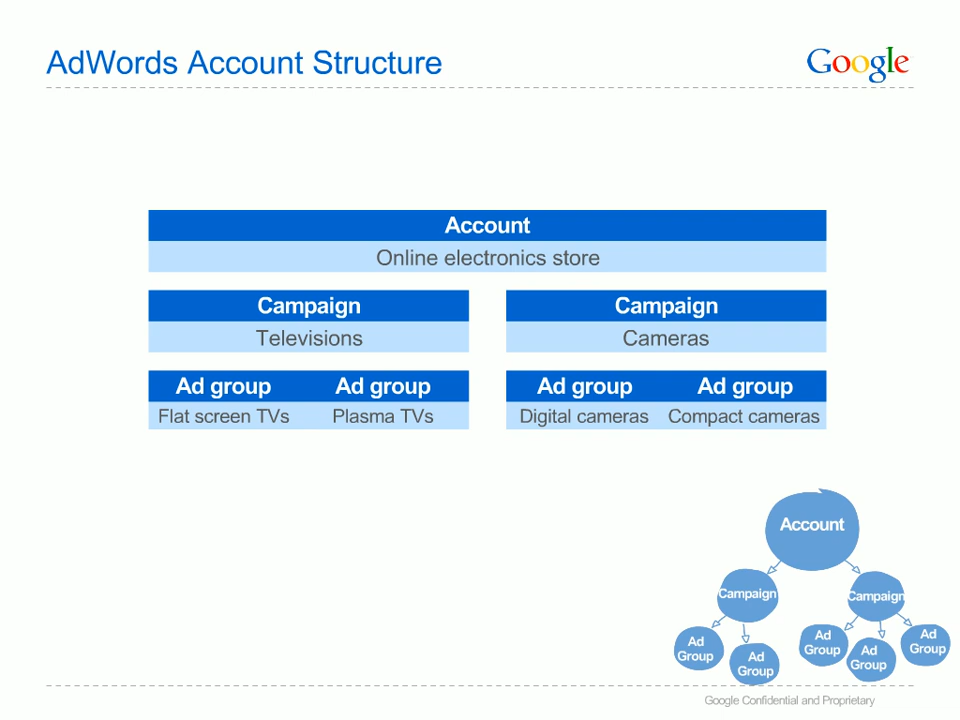 AdWords Account Structure
Google
Account
Online electronics store
Campaign
Televisions
Campaign
Cameras
Ad group Ad group
Flat screen TVs Plasma TVs
Ad group Ad group
Digital cameras Compact cameras
Account
Campaign
Campaign
Ad
Group
Ad
Group
Ad
Group
Ad
Group
Ad
Group
Google Confidential and Proprietary